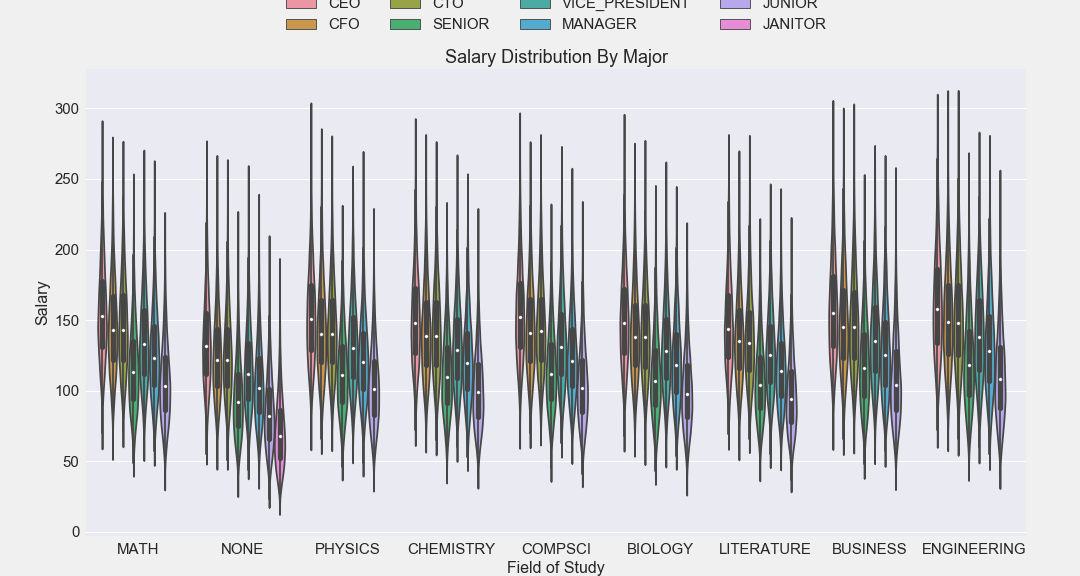 CEO CTO VICE_PRESIDENT JUNIOR
CFO SENIOR MANAGER JANITOR
Salary Distribution By Major
300
250
200
150
100
50
0
Salary
MATH NONE PHYSICS CHEMISTRY COMPSCI BIOLOGY LITERATURE BUSINESS ENGINEERING
Field of Study